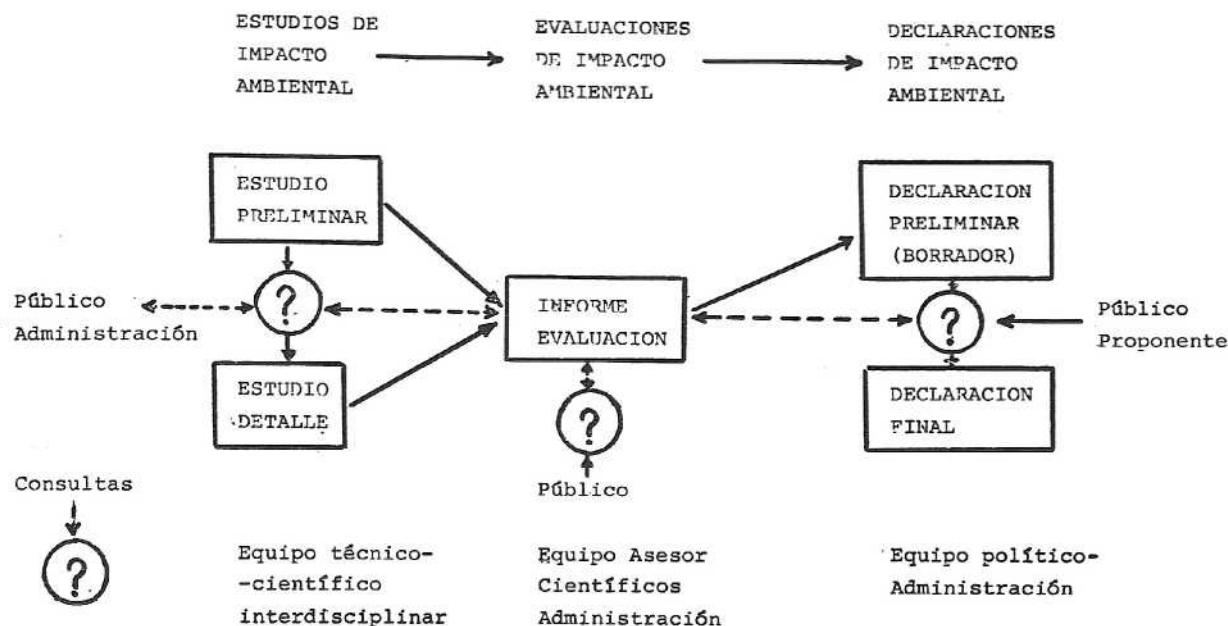 ESTUDIOS DE
IMPACTO
AMBIENTAL
EVALUACIONES
DE IMPACTO
AMBIENTAL
DECLARACIONES
DE IMPACTO
AMBIENTAL
ESTUDIO
PRELIMINAR
DECLARACION
PRELIMINAR
(BORRADOR)
Público
Administración
?
INFORME
EVALUACION
?
Público
Proponente
ESTUDIO
DETALLE
?
DECLARACION
FINAL
Público
Consultas
?
Equipo técnico-
-científico
interdisciplinar
Equipo Asesor
Científicos
Administración
Equipo político-
Administración